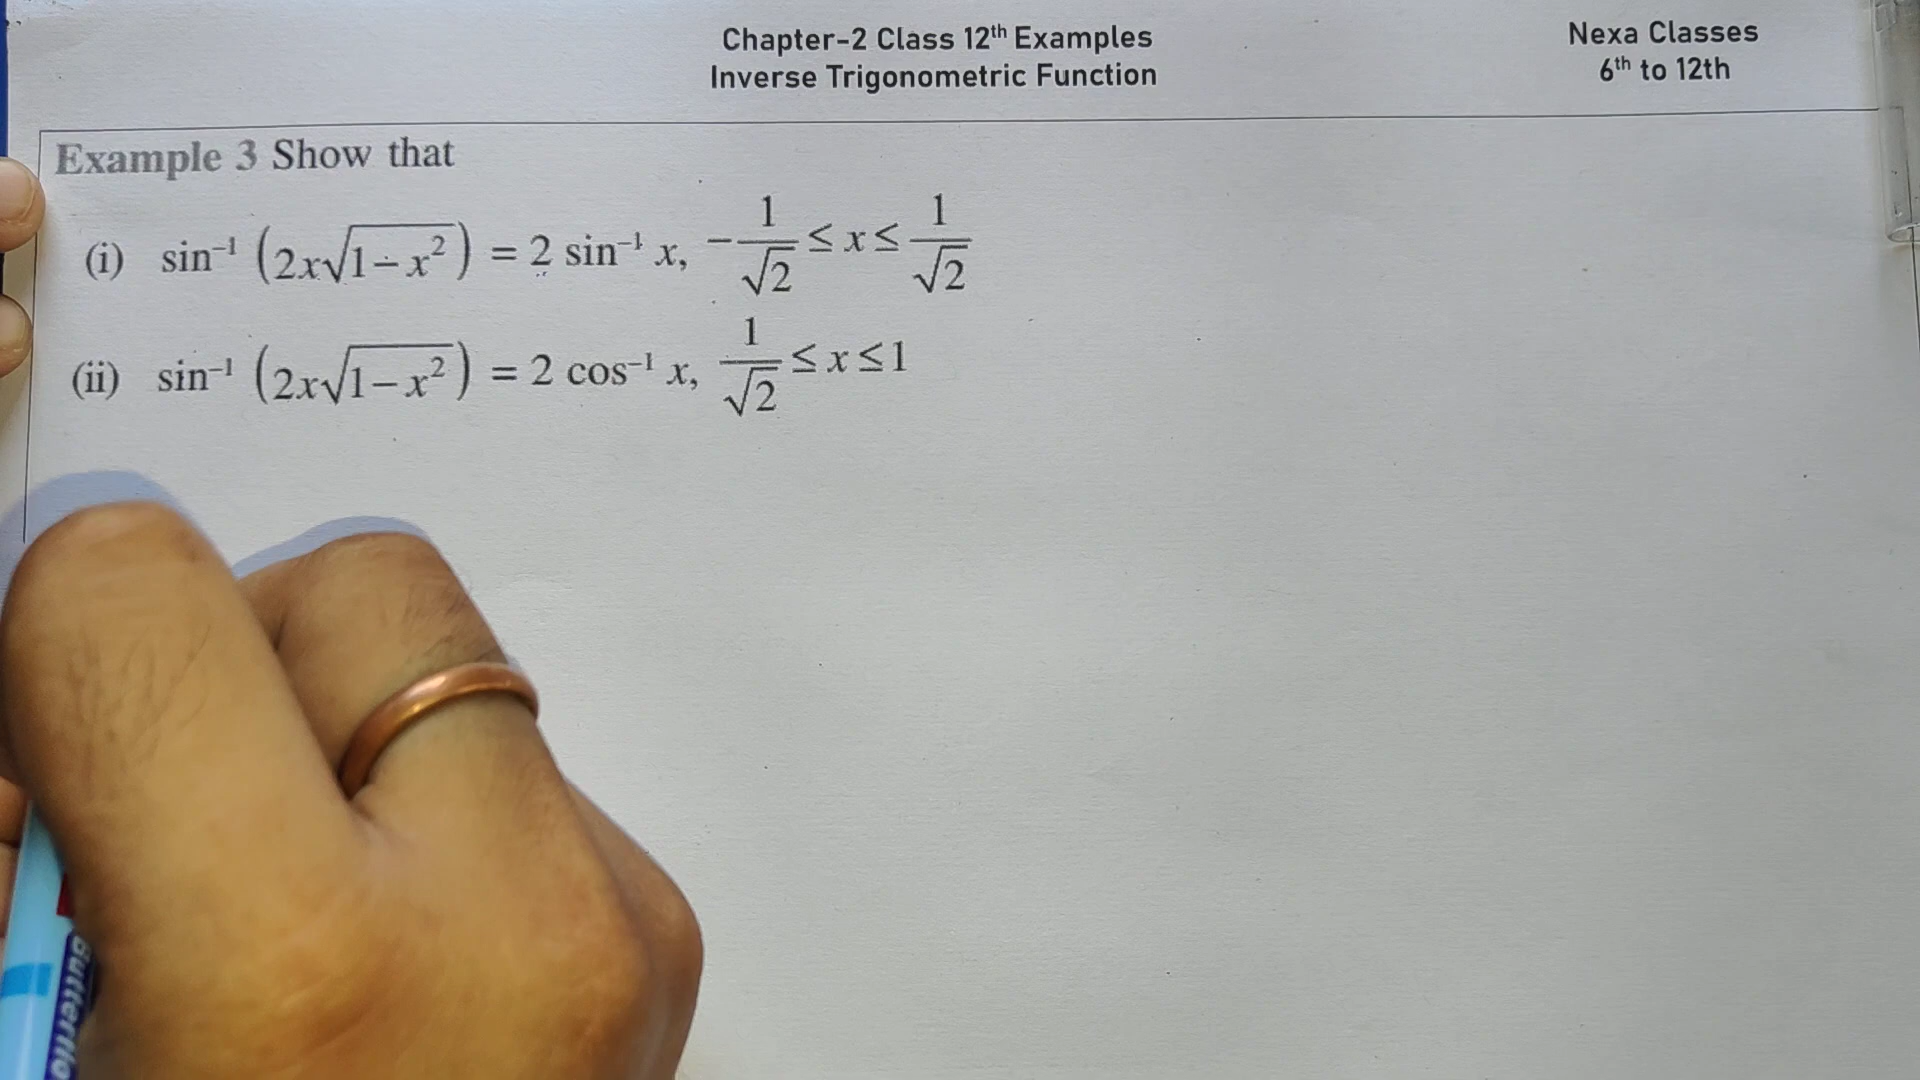 Chapter-2 Class 12th Examples
Inverse Trigonometric Function
Nexa Classes
6th to 12th
Example 3 Show that
(i) sin⁻¹ (2x√(1−x²)) = 2 sin⁻¹ x, −1/√2 ≤ x ≤ 1/√2
(ii) sin⁻¹ (2x√(1−x²)) = 2 cos⁻¹ x, 1/√2 ≤ x ≤ 1